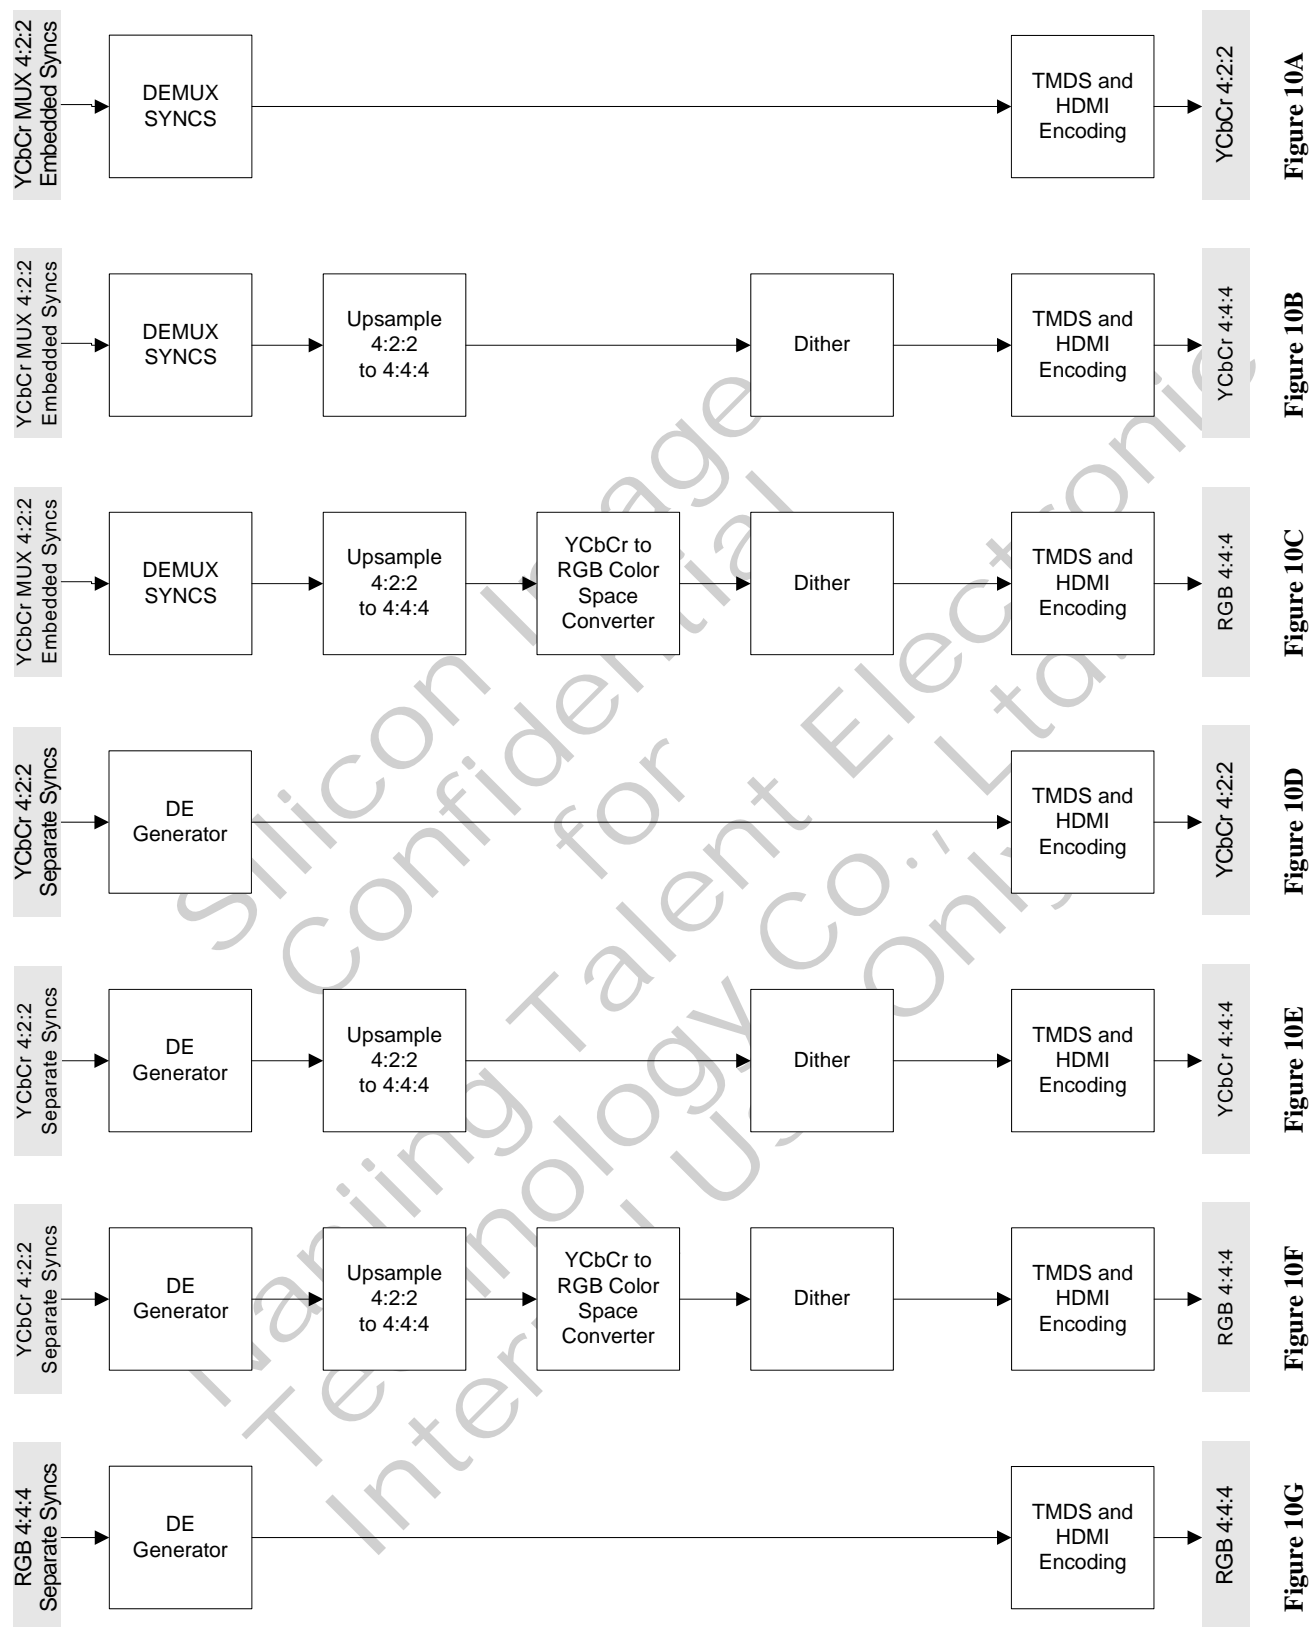 YCbCr MUX 4:2:2
Embedded Syncs
DEMUX
SYNCS
TMDS and
HDMI
Encoding
YCbCr 4:2:2
Figure 10A
YCbCr MUX 4:2:2
Embedded Syncs
DEMUX
SYNCS
Upsample
4:2:2
to 4:4:4
Dither
TMDS and
HDMI
Encoding
YCbCr 4:4:4
Figure 10B
YCbCr MUX 4:2:2
Embedded Syncs
DEMUX
SYNCS
Upsample
4:2:2
to 4:4:4
YCbCr to
RGB Color
Space
Converter
Dither
TMDS and
HDMI
Encoding
RGB 4:4:4
Figure 10C
YCbCr 4:2:2
Separate Syncs
DE
Generator
TMDS and
HDMI
Encoding
YCbCr 4:2:2
Figure 10D
YCbCr 4:2:2
Separate Syncs
DE
Generator
Upsample
4:2:2
to 4:4:4
Dither
TMDS and
HDMI
Encoding
YCbCr 4:4:4
Figure 10E
YCbCr 4:2:2
Separate Syncs
DE
Generator
Upsample
4:2:2
to 4:4:4
YCbCr to
RGB Color
Space
Converter
Dither
TMDS and
HDMI
Encoding
RGB 4:4:4
Figure 10F
RGB 4:4:4
Separate Syncs
DE
Generator
TMDS and
HDMI
Encoding
RGB 4:4:4
Figure 10G
Silicon Image
Confidential
for
Nanjing Talent Electronic
Technology Co., Ltd.
Internal Use Only